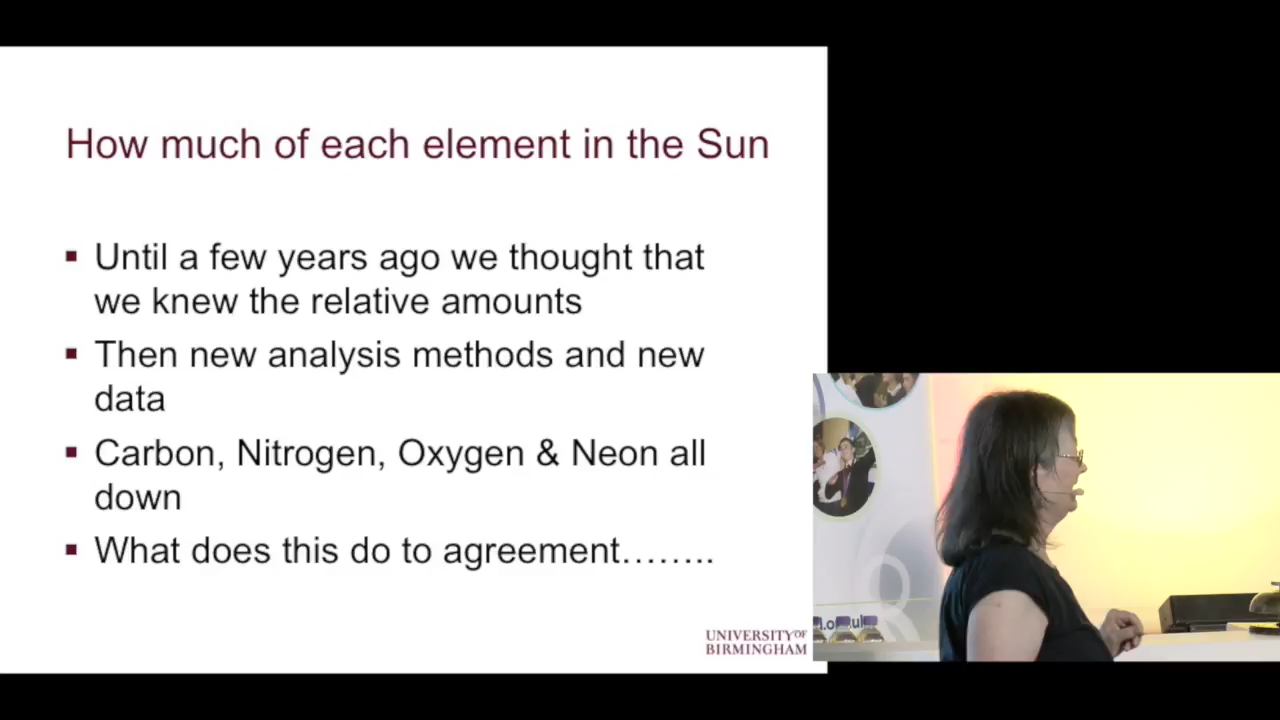 How much of each element in the Sun
▪ Until a few years ago we thought that
we knew the relative amounts
▪ Then new analysis methods and new
data
▪ Carbon, Nitrogen, Oxygen & Neon all
down
▪ What does this do to agreement……..
UNIVERSITY OF
BIRMINGHAM